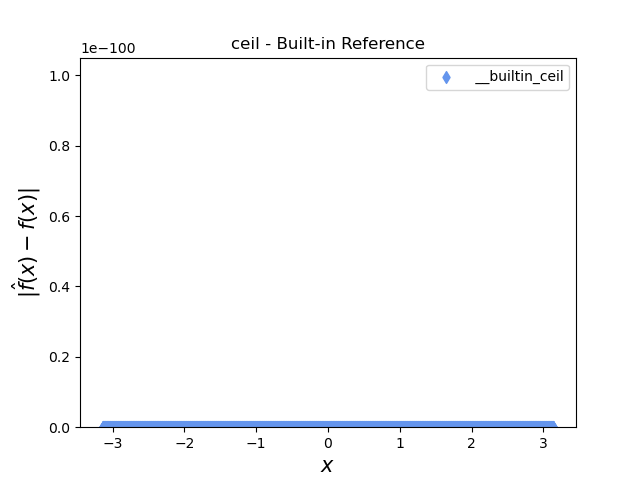 ceil - Built-in Reference
1e−100
__builtin_ceil
1.0
0.8
0.6
0.4
0.2
0.0
|f̂(x) − f(x)|
−3 −2 −1 0 1 2 3
x